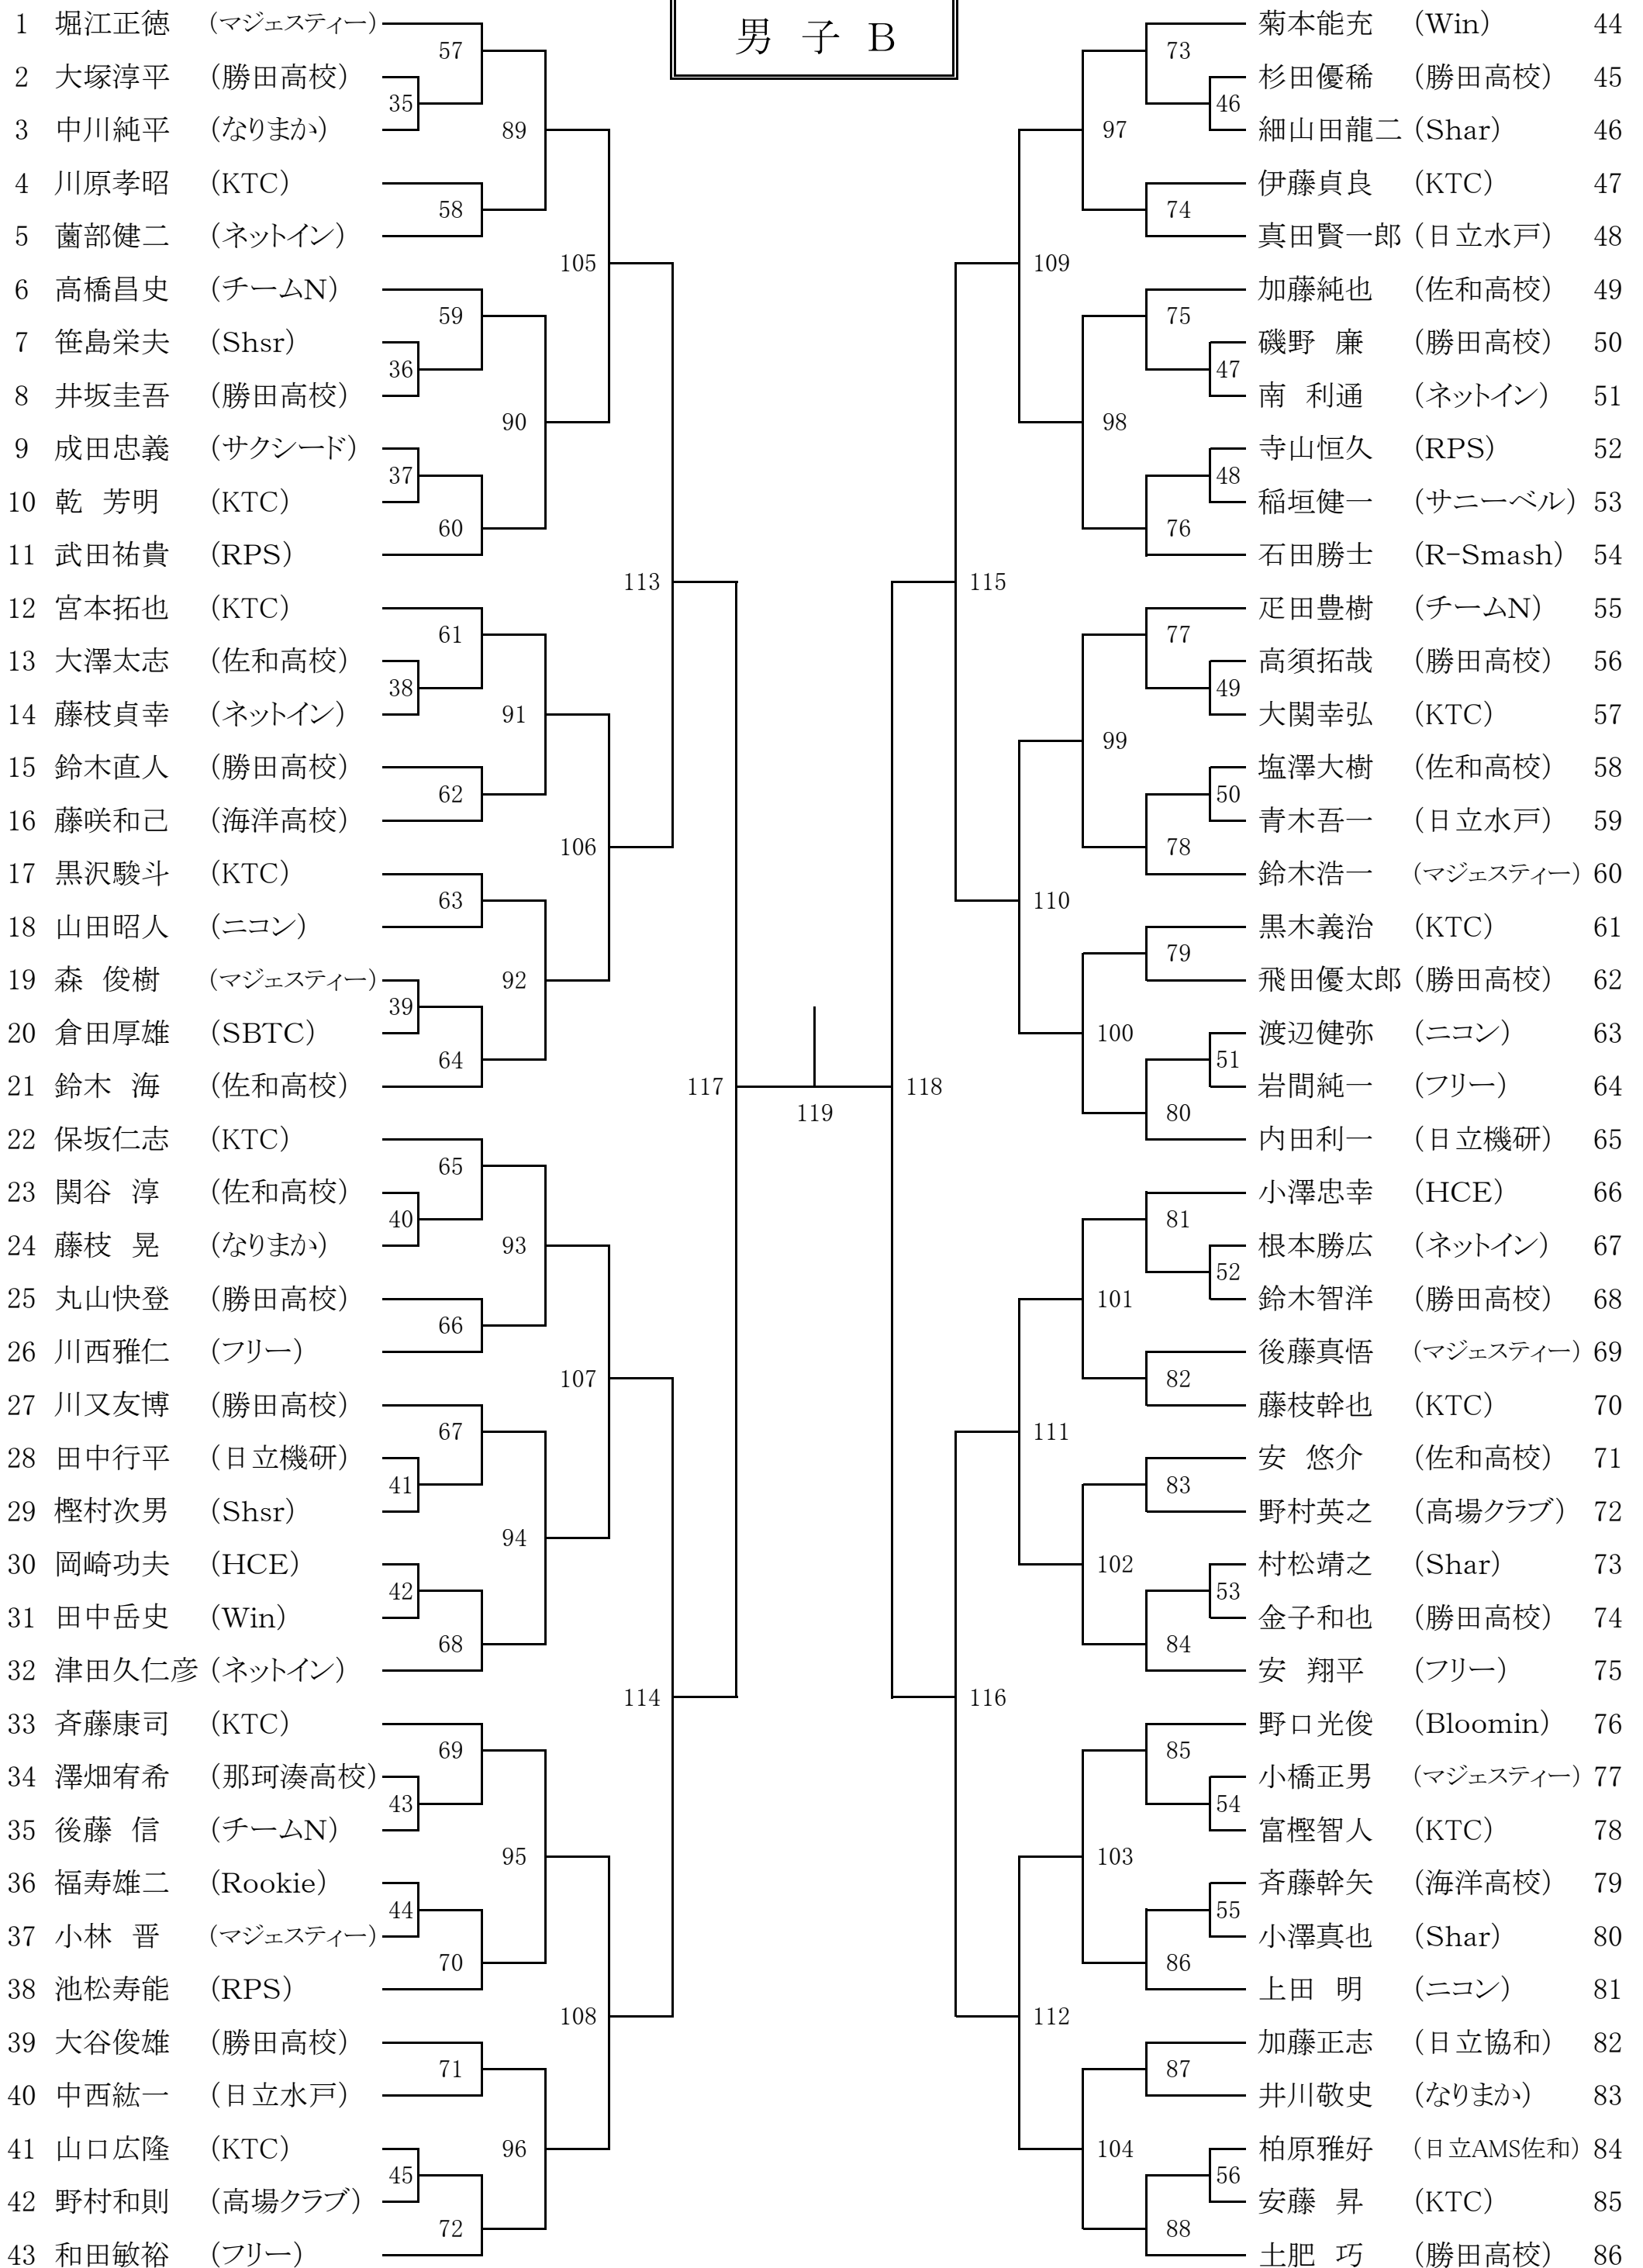 男 子 B
1 堀江正徳 (マジェスティー)
2 大塚淳平 (勝田高校)
3 中川純平 (なりまか)
4 川原孝昭 (KTC)
5 薗部健二 (ネットイン)
6 高橋昌史 (チームN)
7 笹島栄夫 (Shsr)
8 井坂圭吾 (勝田高校)
9 成田忠義 (サクシード)
10 乾 芳明 (KTC)
11 武田祐貴 (RPS)
12 宮本拓也 (KTC)
13 大澤太志 (佐和高校)
14 藤枝貞幸 (ネットイン)
15 鈴木直人 (勝田高校)
16 藤咲和己 (海洋高校)
17 黒沢駿斗 (KTC)
18 山田昭人 (ニコン)
19 森 俊樹 (マジェスティー)
20 倉田厚雄 (SBTC)
21 鈴木 海 (佐和高校)
22 保坂仁志 (KTC)
23 関谷 淳 (佐和高校)
24 藤枝 晃 (なりまか)
25 丸山快登 (勝田高校)
26 川西雅仁 (フリー)
27 川又友博 (勝田高校)
28 田中行平 (日立機研)
29 樫村次男 (Shsr)
30 岡崎功夫 (HCE)
31 田中岳史 (Win)
32 津田久仁彦 (ネットイン)
33 斉藤康司 (KTC)
34 澤畑宥希 (那珂湊高校)
35 後藤 信 (チームN)
36 福寿雄二 (Rookie)
37 小林 晋 (マジェスティー)
38 池松寿能 (RPS)
39 大谷俊雄 (勝田高校)
40 中西紘一 (日立水戸)
41 山口広隆 (KTC)
42 野村和則 (高場クラブ)
43 和田敏裕 (フリー)
35
36
37
38
39
40
41
42
43
44
45
57
58
59
60
61
62
63
64
65
66
67
68
69
70
71
72
89
90
91
92
93
94
95
96
105
106
107
108
113
114
117
119
118
115
116
109
110
111
112
97
98
99
100
101
102
103
104
73
74
75
76
77
78
79
80
81
82
83
84
85
86
87
88
46
47
48
49
50
51
52
53
54
55
56
菊本能充 (Win) 44
杉田優稀 (勝田高校) 45
細山田龍二 (Shar) 46
伊藤貞良 (KTC) 47
真田賢一郎 (日立水戸) 48
加藤純也 (佐和高校) 49
磯野 廉 (勝田高校) 50
南 利通 (ネットイン) 51
寺山恒久 (RPS) 52
稲垣健一 (サニーベル) 53
石田勝士 (R-Smash) 54
疋田豊樹 (チームN) 55
高須拓哉 (勝田高校) 56
大関幸弘 (KTC) 57
塩澤大樹 (佐和高校) 58
青木吾一 (日立水戸) 59
鈴木浩一 (マジェスティー) 60
黒木義治 (KTC) 61
飛田優太郎 (勝田高校) 62
渡辺健弥 (ニコン) 63
岩間純一 (フリー) 64
内田利一 (日立機研) 65
小澤忠幸 (HCE) 66
根本勝広 (ネットイン) 67
鈴木智洋 (勝田高校) 68
後藤真悟 (マジェスティー) 69
藤枝幹也 (KTC) 70
安 悠介 (佐和高校) 71
野村英之 (高場クラブ) 72
村松靖之 (Shar) 73
金子和也 (勝田高校) 74
安 翔平 (フリー) 75
野口光俊 (Bloomin) 76
小橋正男 (マジェスティー) 77
富樫智人 (KTC) 78
斉藤幹矢 (海洋高校) 79
小澤真也 (Shar) 80
上田 明 (ニコン) 81
加藤正志 (日立協和) 82
井川敬史 (なりまか) 83
柏原雅好 (日立AMS佐和) 84
安藤 昇 (KTC) 85
土肥 巧 (勝田高校) 86